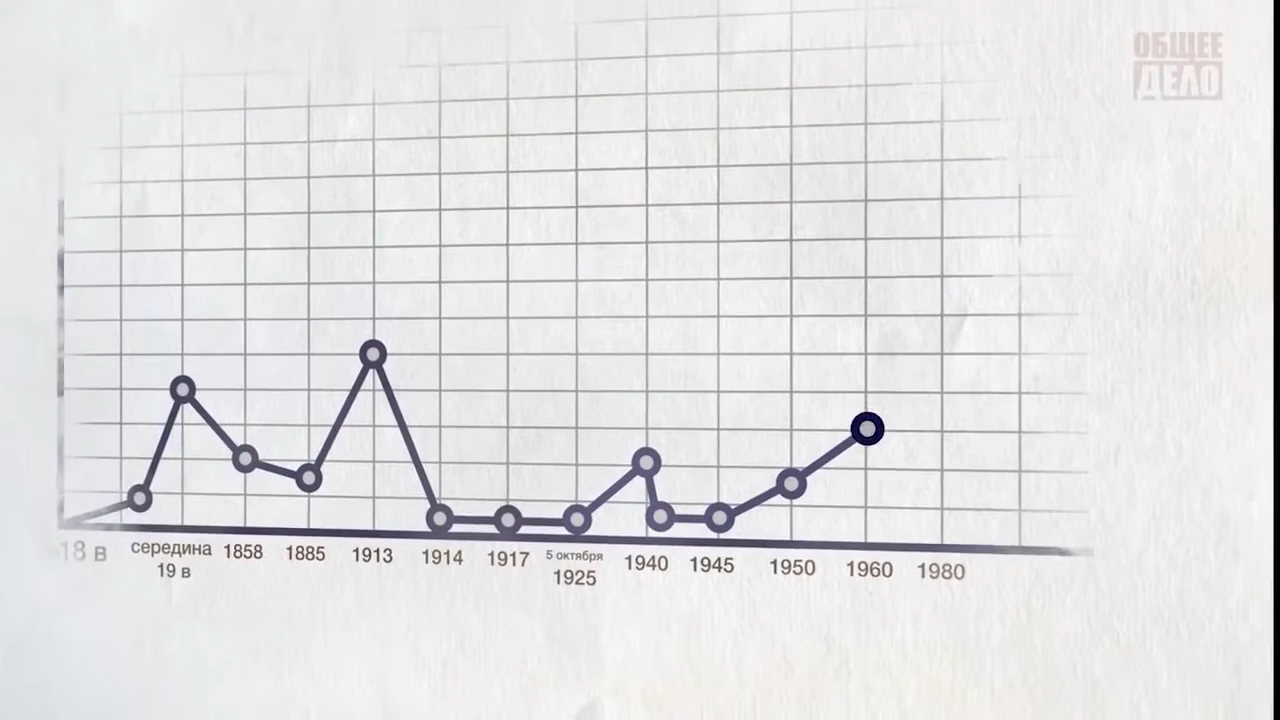 ОБЩЕЕ
ДЕЛО
18 в
середина
19 в
1858
1885
1913
1914
1917
5 октября
1925
1940
1945
1950
1960
1980